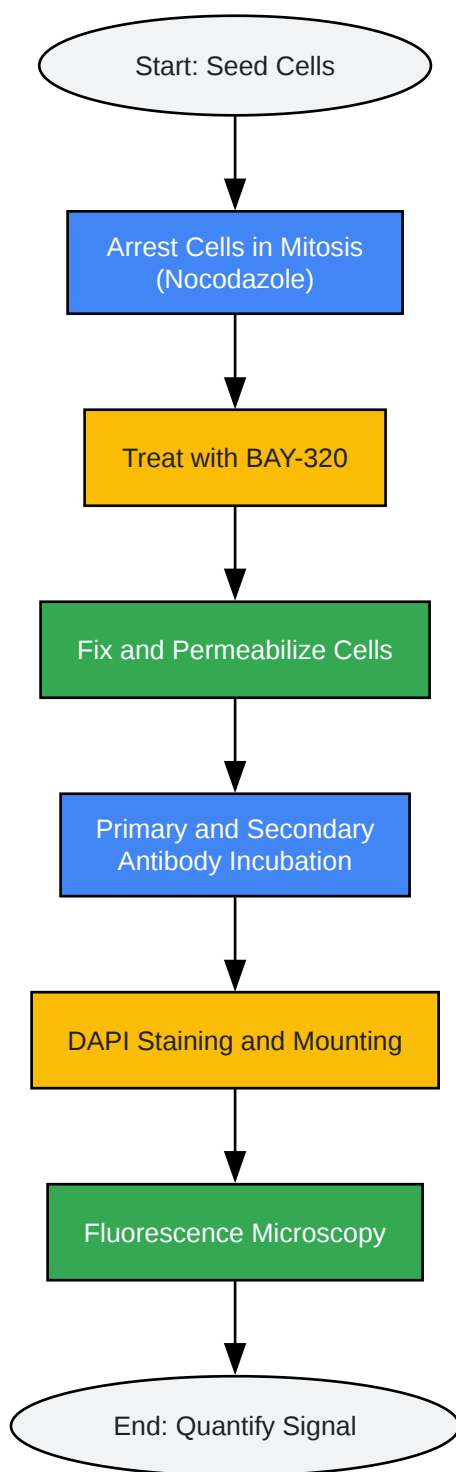 Start: Seed Cells
Arrest Cells in Mitosis
(Nocodazole)
Treat with BAY-320
Fix and Permeabilize Cells
Primary and Secondary
Antibody Incubation
DAPI Staining and Mounting
Fluorescence Microscopy
End: Quantify Signal